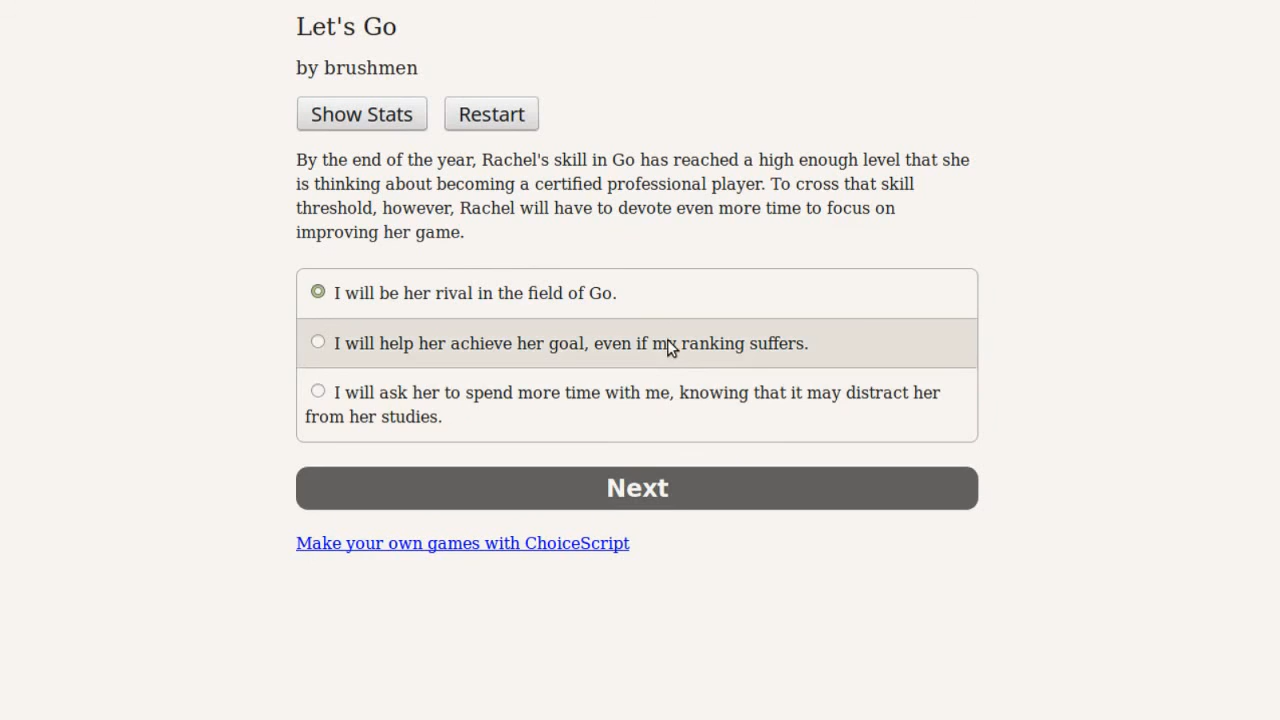 Let's Go
by brushmen
Show Stats
Restart
By the end of the year, Rachel's skill in Go has reached a high enough level that she
is thinking about becoming a certified professional player. To cross that skill
threshold, however, Rachel will have to devote even more time to focus on
improving her game.
I will be her rival in the field of Go.
I will help her achieve her goal, even if my ranking suffers.
I will ask her to spend more time with me, knowing that it may distract her
from her studies.
Next
Make your own games with ChoiceScript